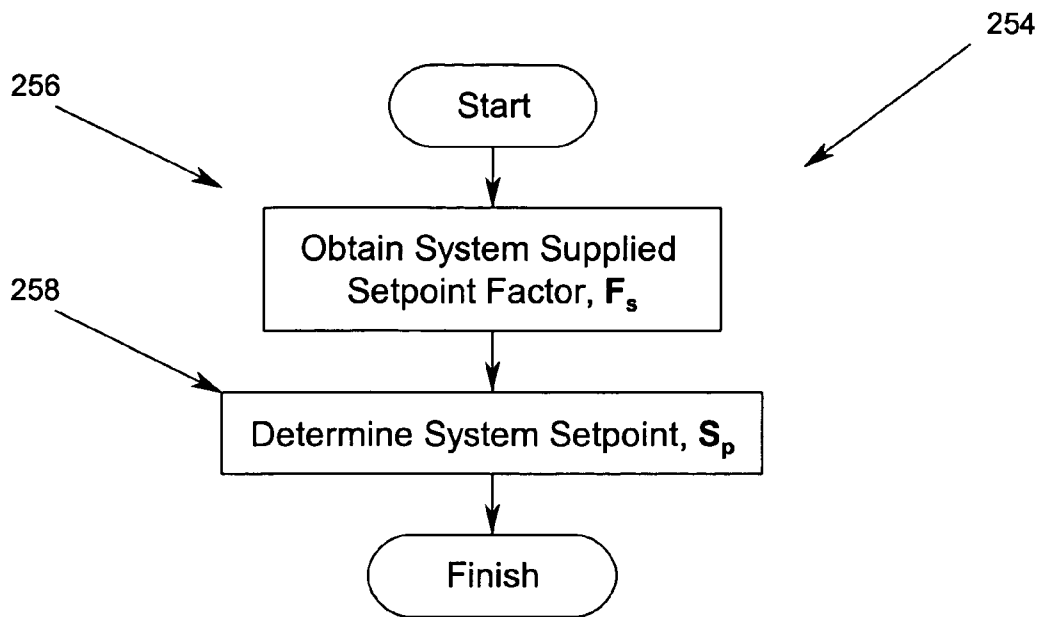 254
256
Start
Obtain System Supplied
Setpoint Factor, Fs
258
Determine System Setpoint, Sp
Finish